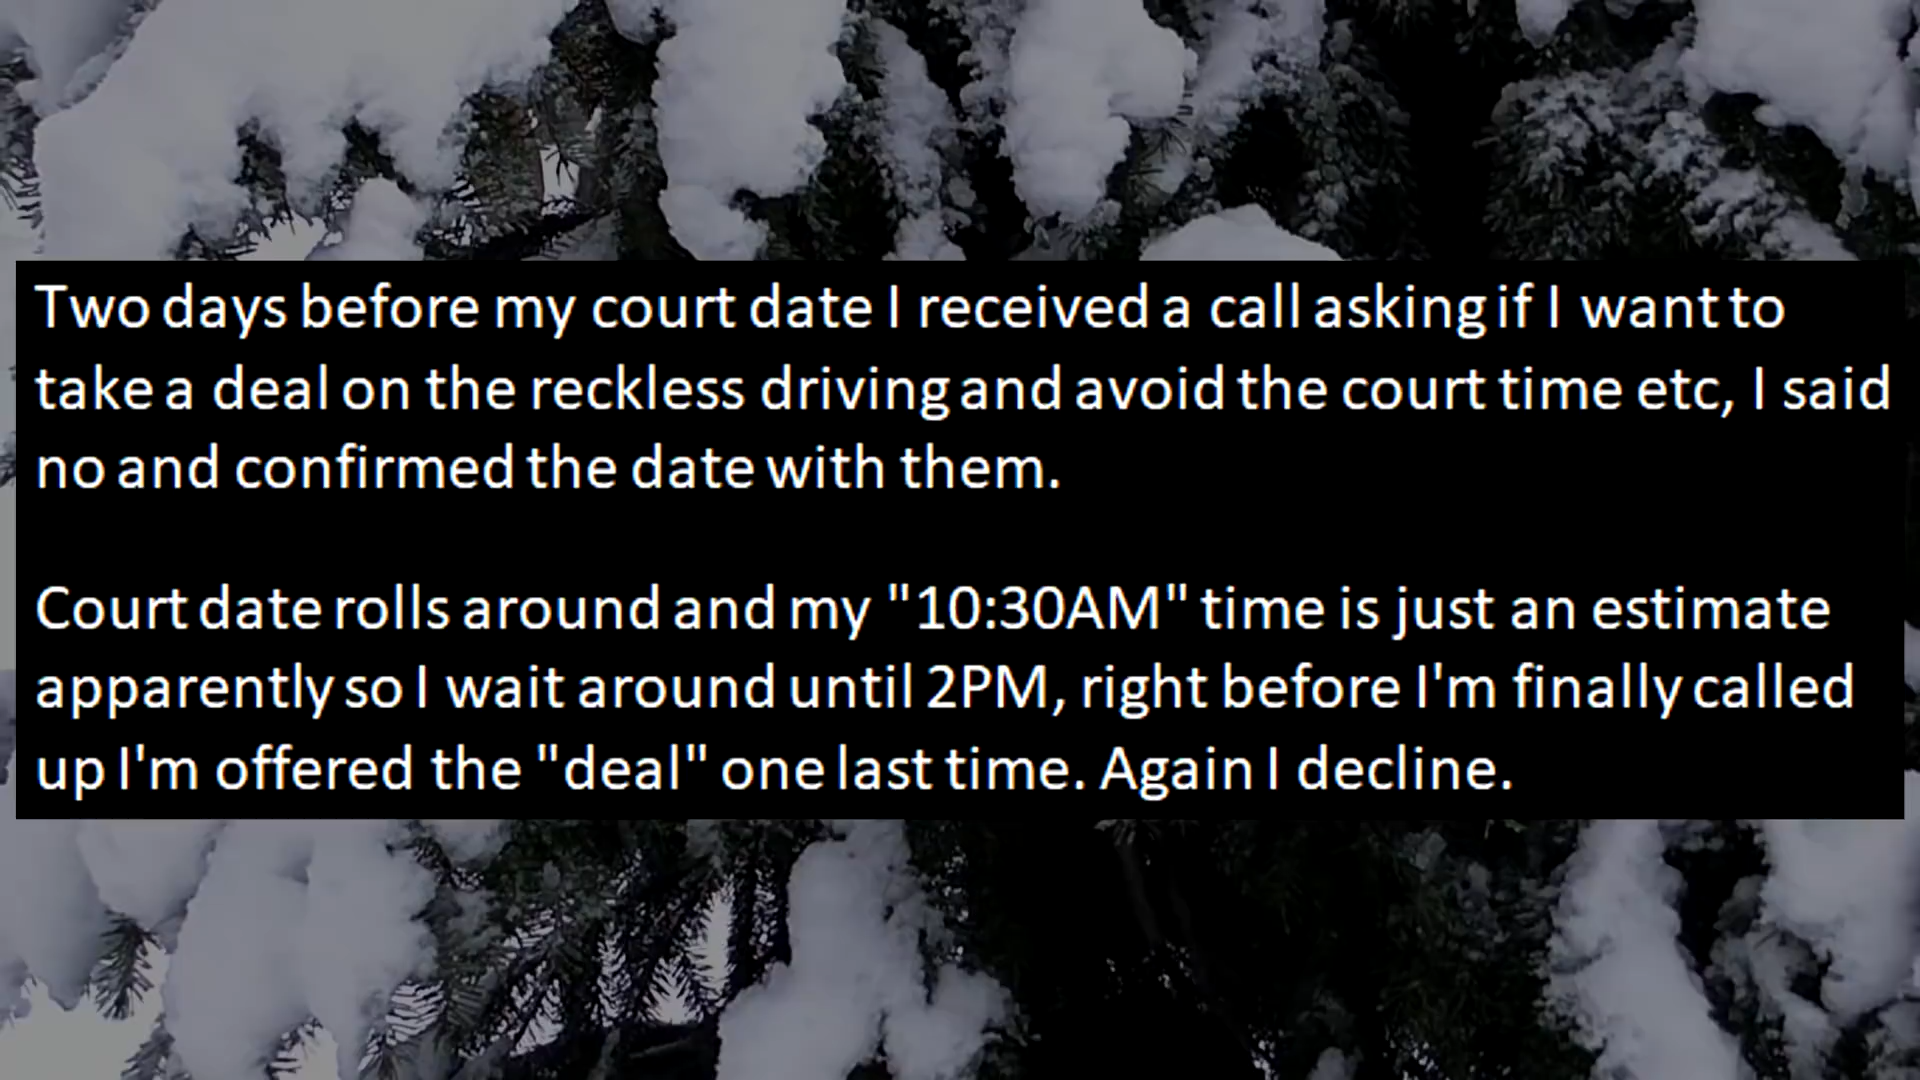 Two days before my court date I received a call asking if I want to
take a deal on the reckless driving and avoid the court time etc, I said
no and confirmed the date with them.
Court date rolls around and my "10:30AM" time is just an estimate
apparently so I wait around until 2PM, right before I'm finally called
up I'm offered the "deal" one last time. Again I decline.